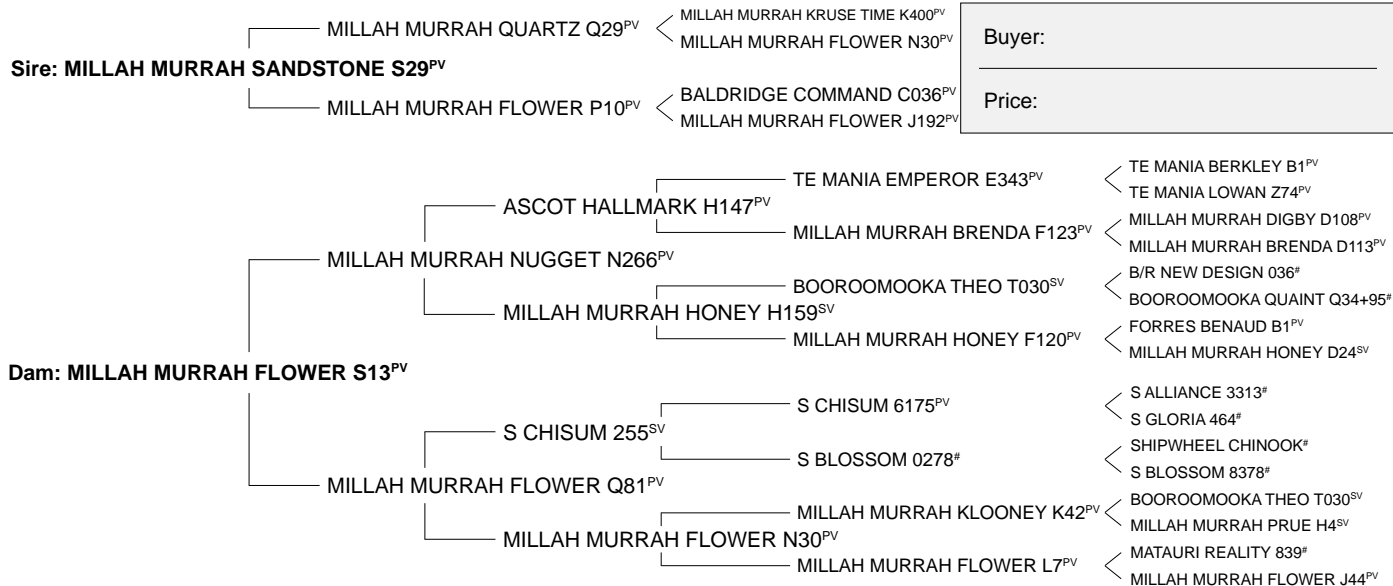 MILLAH MURRAH KRUSE TIME K400PV
MILLAH MURRAH QUARTZ Q29PV
MILLAH MURRAH FLOWER N30PV
Buyer:
Sire: MILLAH MURRAH SANDSTONE S29PV
BALDRIDGE COMMAND C036PV
MILLAH MURRAH FLOWER P10PV
MILLAH MURRAH FLOWER J192PV
Price:
TE MANIA BERKLEY B1PV
TE MANIA EMPEROR E343PV
TE MANIA LOWAN Z74PV
ASCOT HALLMARK H147PV
MILLAH MURRAH DIGBY D108PV
MILLAH MURRAH BRENDA F123PV
MILLAH MURRAH BRENDA D113PV
MILLAH MURRAH NUGGET N266PV
B/R NEW DESIGN 036#
BOOROOMOOKA THEO T030SV
BOOROOMOOKA QUAINT Q34+95#
MILLAH MURRAH HONEY H159SV
FORRES BENAUD B1PV
MILLAH MURRAH HONEY F120PV
MILLAH MURRAH HONEY D24SV
Dam: MILLAH MURRAH FLOWER S13PV
S ALLIANCE 3313#
S CHISUM 6175PV
S GLORIA 464#
S CHISUM 255SV
SHIPWHEEL CHINOOK#
S BLOSSOM 0278#
S BLOSSOM 8378#
MILLAH MURRAH FLOWER Q81PV
BOOROOMOOKA THEO T030SV
MILLAH MURRAH KLOONEY K42PV
MILLAH MURRAH PRUE H4SV
MILLAH MURRAH FLOWER N30PV
MATAURI REALITY 839#
MILLAH MURRAH FLOWER L7PV
MILLAH MURRAH FLOWER J44PV